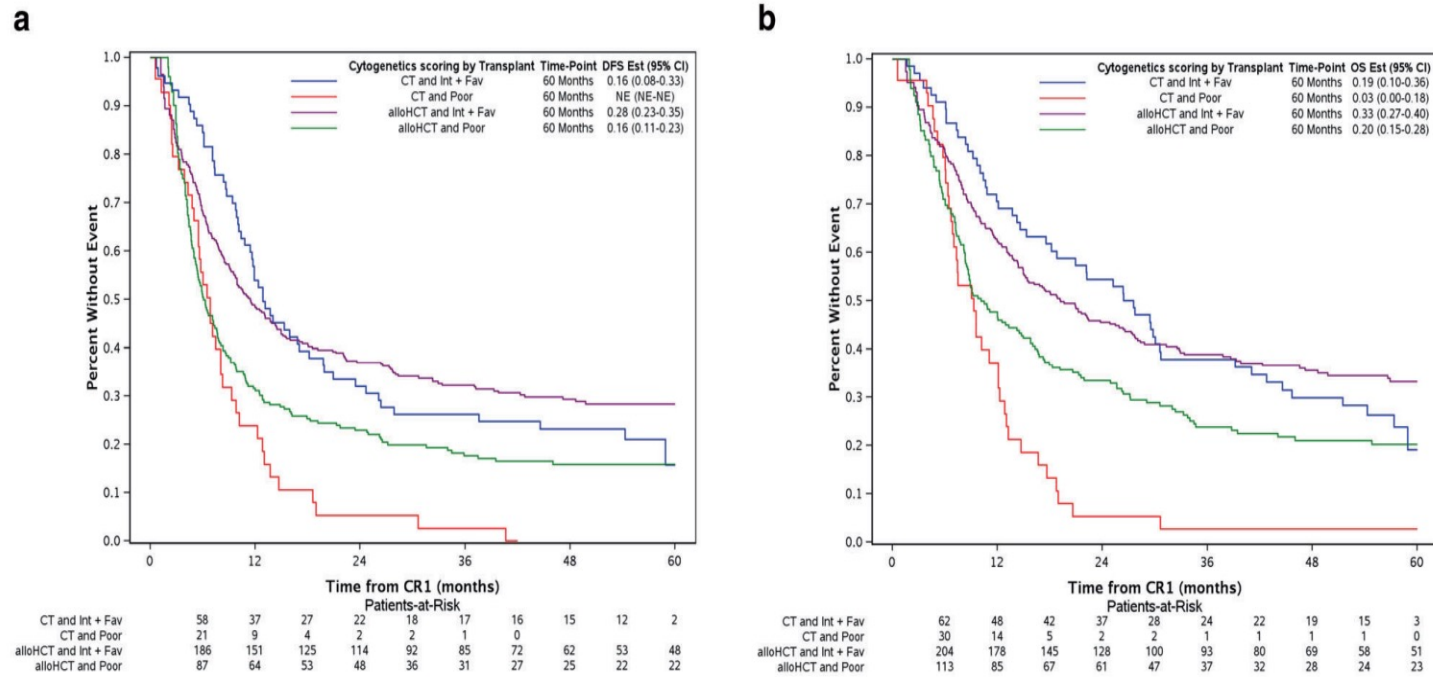 a
Cytogenetics scoring by Transplant Time-Point DFS Est (95% CI)
CT and Int + Fav 60 Months 0.16 (0.08-0.33)
CT and Poor 60 Months NE (NE-NE)
alloHCT and Int + Fav 60 Months 0.28 (0.23-0.35)
alloHCT and Poor 60 Months 0.16 (0.11-0.23)
Percent Without Event
1.0
0.9
0.8
0.7
0.6
0.5
0.4
0.3
0.2
0.1
0.0
0 12 24 36 48 60
Time from CR1 (months)
Patients-at-Risk
CT and Int + Fav 58 37 27 22 18 17 16 15 12 2
CT and Poor 21 9 4 2 2 1 0
alloHCT and Int + Fav 186 151 125 114 92 85 72 62 53 48
alloHCT and Poor 87 64 53 48 36 31 27 25 22 22
b
Cytogenetics scoring by Transplant Time-Point OS Est (95% CI)
CT and Int + Fav 60 Months 0.19 (0.10-0.36)
CT and Poor 60 Months 0.03 (0.00-0.18)
alloHCT and Int + Fav 60 Months 0.33 (0.27-0.40)
alloHCT and Poor 60 Months 0.20 (0.15-0.28)
Percent Without Event
1.0
0.9
0.8
0.7
0.6
0.5
0.4
0.3
0.2
0.1
0.0
0 12 24 36 48 60
Time from CR1 (months)
Patients-at-Risk
CT and Int + Fav 62 48 42 37 28 24 22 19 15 3
CT and Poor 30 14 5 2 2 1 1 1 1 0
alloHCT and Int + Fav 204 178 145 128 100 93 80 69 58 51
alloHCT and Poor 113 85 67 61 47 37 32 28 24 23